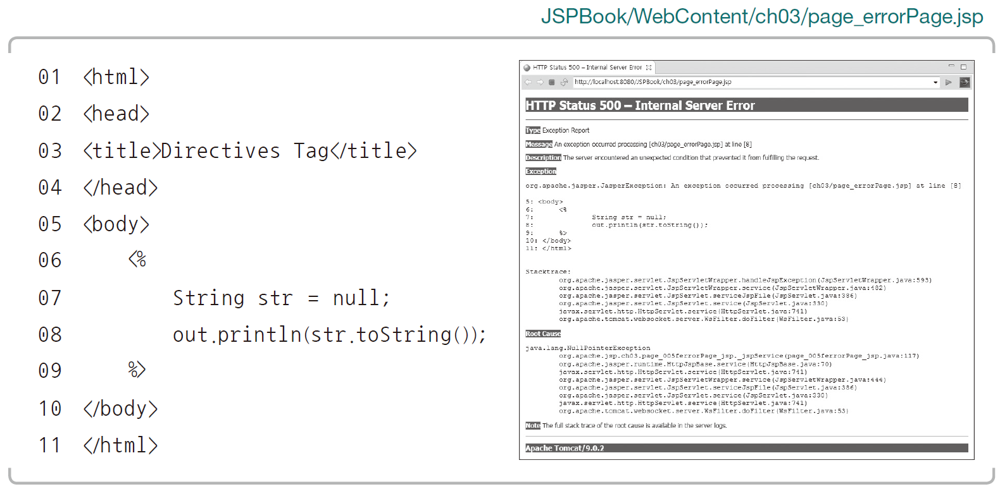 JSPBook/WebContent/ch03/page_errorPage.jsp
01 <html>
02 <head>
03 <title>Directives Tag</title>
04 </head>
05 <body>
06 <%
07 String str = null;
08 out.println(str.toString());
09 %>
10 </body>
11 </html>
HTTP Status 500 – Internal Server Error
http://localhost:8080/JSPBook/ch03/page_errorPage.jsp
HTTP Status 500 – Internal Server Error
Type Exception Report
Message An exception occurred processing [ch03/page_errorPage.jsp] at line [8]
Description The server encountered an unexpected condition that prevented it from fulfilling the request.
Exception
org.apache.jasper.JasperException: An exception occurred processing [ch03/page_errorPage.jsp] at line [8]
5: <body>
6: <%
7: String str = null;
8: out.println(str.toString());
9: %>
10: </body>
11: </html>
Stacktrace:
org.apache.jasper.servlet.JspServletWrapper.handleJspException(JspServletWrapper.java:593)
org.apache.jasper.servlet.JspServletWrapper.service(JspServletWrapper.java:482)
org.apache.jasper.servlet.JspServlet.serviceJspFile(JspServlet.java:386)
org.apache.jasper.servlet.JspServlet.service(JspServlet.java:330)
javax.servlet.http.HttpServlet.service(HttpServlet.java:741)
org.apache.tomcat.websocket.server.WsFilter.doFilter(WsFilter.java:53)
Root Cause
java.lang.NullPointerException
org.apache.jsp.ch03.page_005ferrorPage_jsp._jspService(page_005ferrorPage_jsp.java:117)
org.apache.jasper.runtime.HttpJspBase.service(HttpJspBase.java:70)
javax.servlet.http.HttpServlet.service(HttpServlet.java:741)
org.apache.jasper.servlet.JspServletWrapper.service(JspServletWrapper.java:444)
org.apache.jasper.servlet.JspServlet.serviceJspFile(JspServlet.java:386)
org.apache.jasper.servlet.JspServlet.service(JspServlet.java:330)
javax.servlet.http.HttpServlet.service(HttpServlet.java:741)
org.apache.tomcat.websocket.server.WsFilter.doFilter(WsFilter.java:53)
Note The full stack trace of the root cause is available in the server logs.
Apache Tomcat/9.0.2